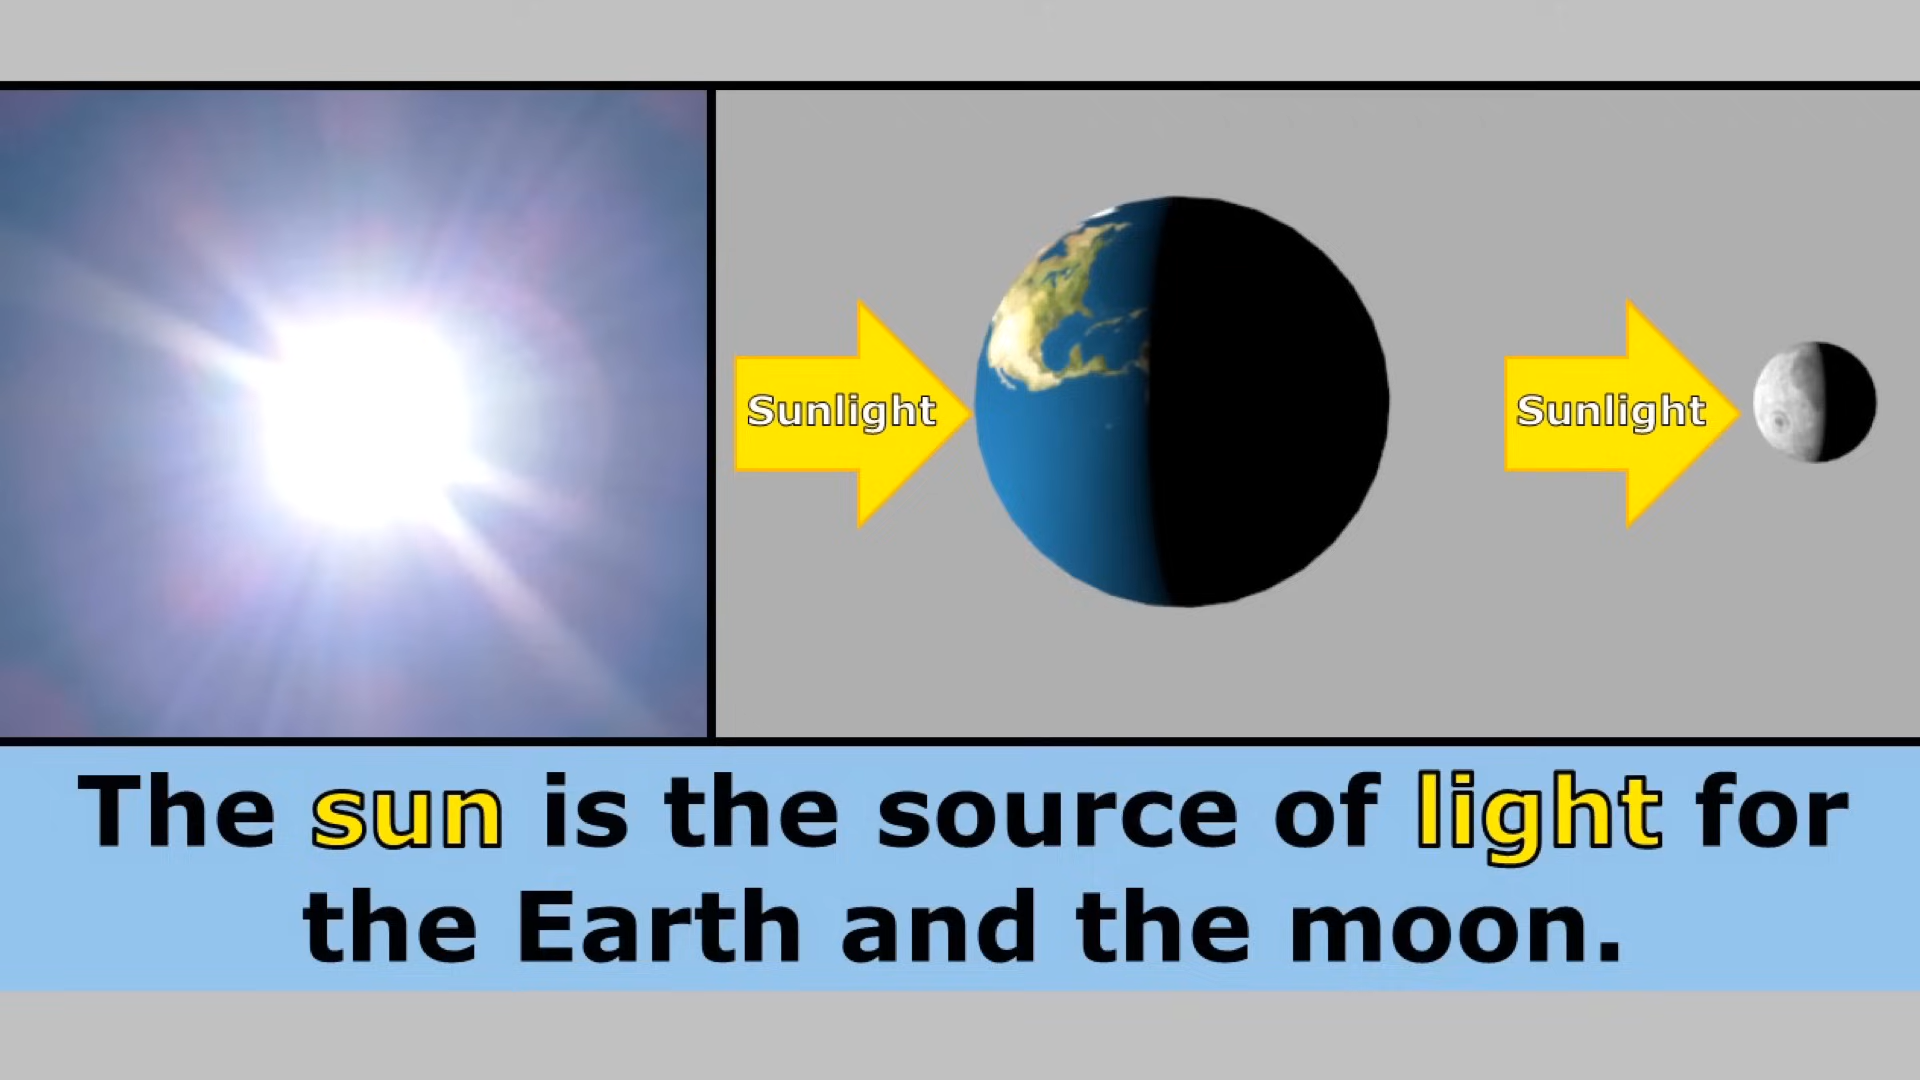 Sunlight
Sunlight
The sun is the source of light for
the Earth and the moon.